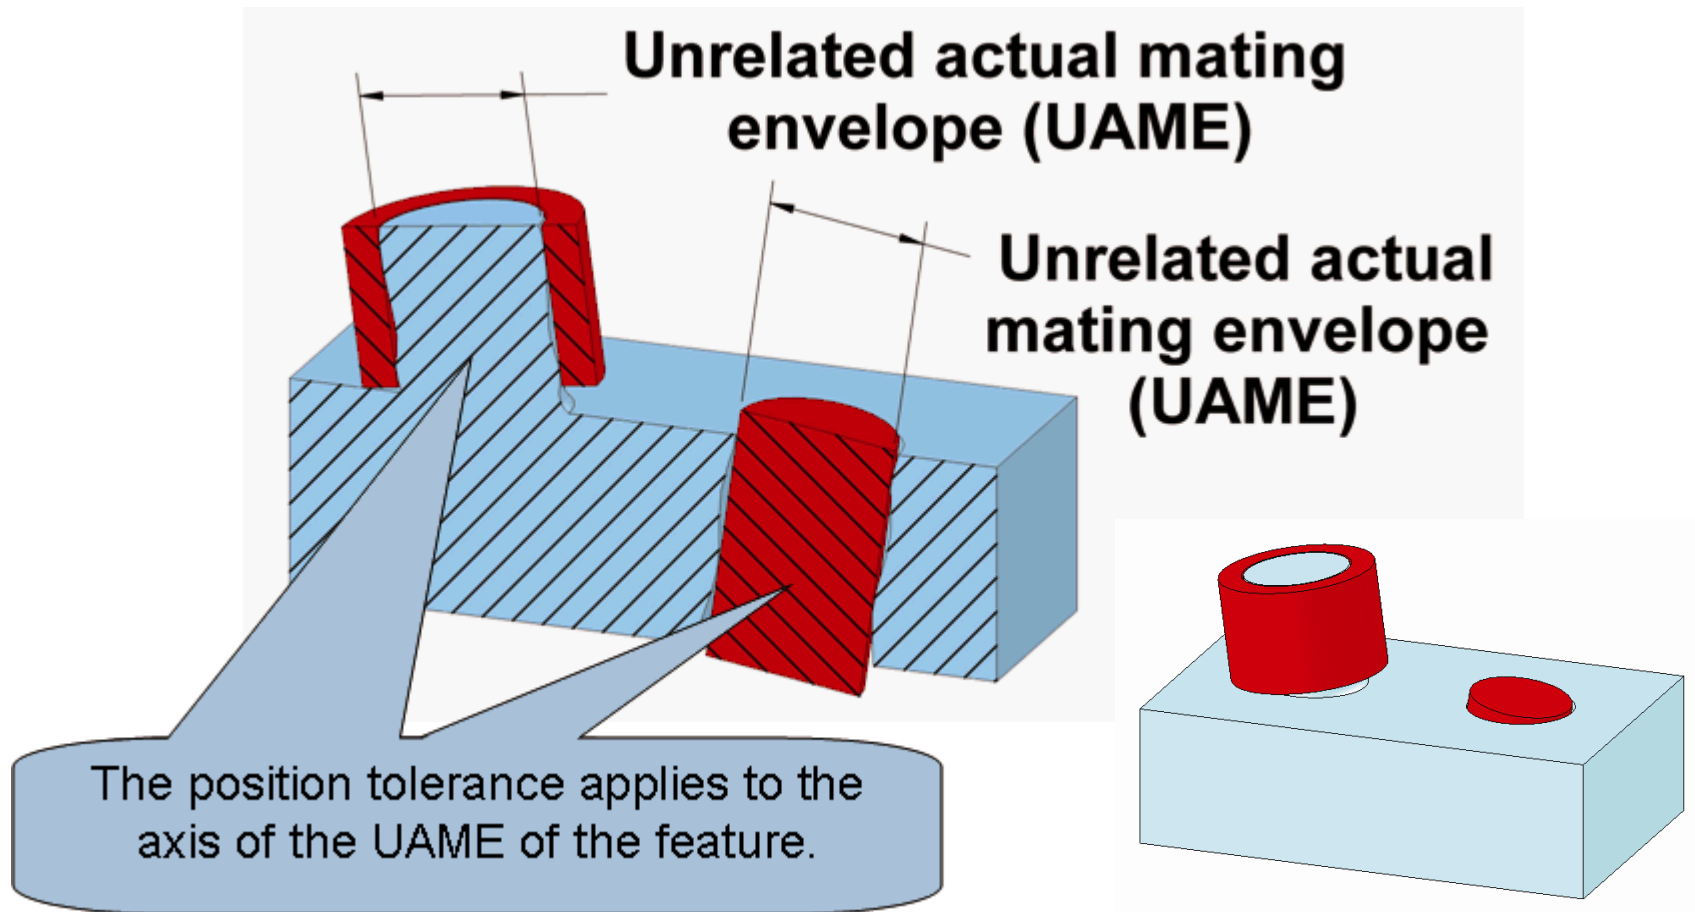 Unrelated actual mating
envelope (UAME)
Unrelated actual
mating envelope
(UAME)
The position tolerance applies to the
axis of the UAME of the feature.